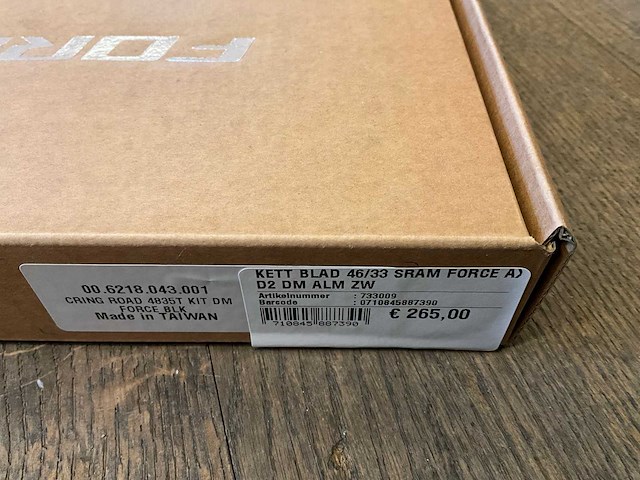 FOR
00.6218.043.001
CRING ROAD 4835T KIT DM
FORCE BLK
Made in TAIWAN
KETT BLAD 46/33 SRAM FORCE AX
D2 DM ALM ZW
Artikelnummer : 733009
Barcode : 0710845887390
€ 265,00
710845 887390